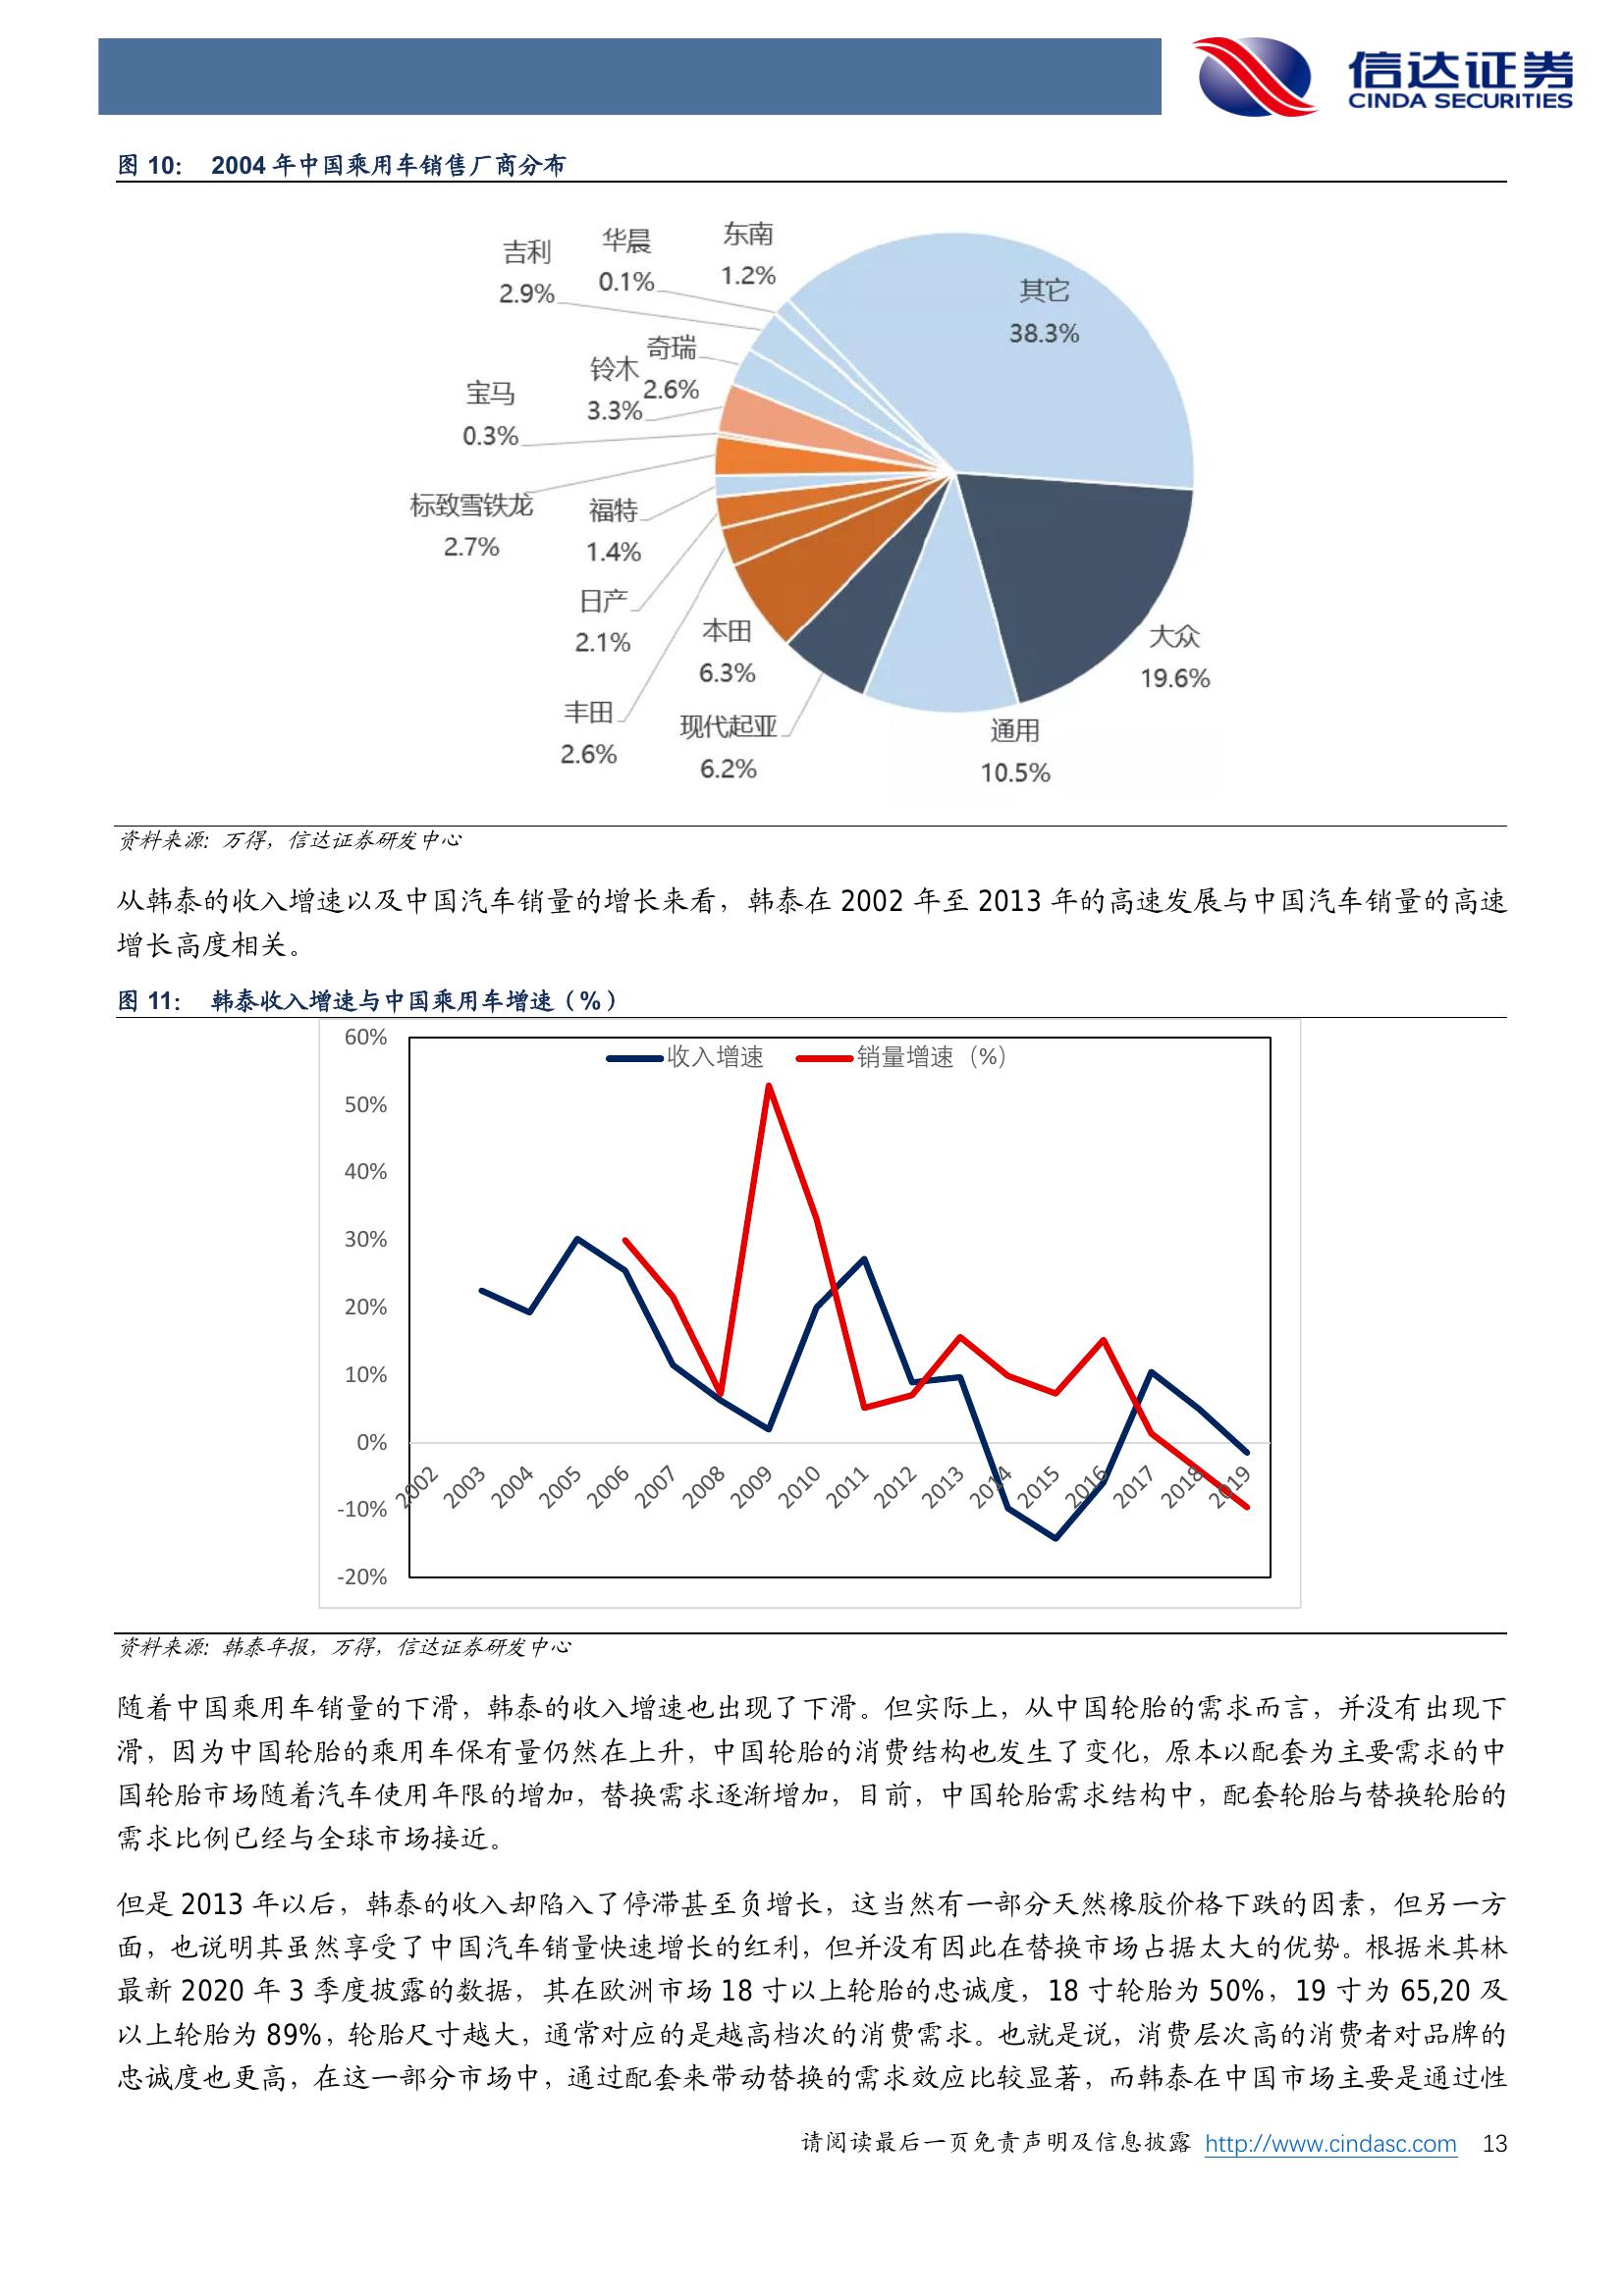 信达证券
CINDA SECURITIES
图 10： 2004 年中国乘用车销售厂商分布
东南
1.2%
华晨
0.1%
吉利
2.9%
奇瑞
2.6%
铃木
3.3%
宝马
0.3%
标致雪铁龙
2.7%
福特
1.4%
日产
2.1%
丰田
2.6%
本田
6.3%
现代起亚
6.2%
通用
10.5%
大众
19.6%
其它
38.3%
资料来源: 万得，信达证券研发中心
从韩泰的收入增速以及中国汽车销量的增长来看，韩泰在 2002 年至 2013 年的高速发展与中国汽车销量的高速
增长高度相关。
图 11： 韩泰收入增速与中国乘用车增速（%）
收入增速 销量增速（%）
60%
50%
40%
30%
20%
10%
0%
-10%
-20%
2002 2003 2004 2005 2006 2007 2008 2009 2010 2011 2012 2013 2014 2015 2016 2017 2018 2019
资料来源: 韩泰年报，万得，信达证券研发中心
随着中国乘用车销量的下滑，韩泰的收入增速也出现了下滑。但实际上，从中国轮胎的需求而言，并没有出现下
滑，因为中国轮胎的乘用车保有量仍然在上升，中国轮胎的消费结构也发生了变化，原本以配套为主要需求的中
国轮胎市场随着汽车使用年限的增加，替换需求逐渐增加，目前，中国轮胎需求结构中，配套轮胎与替换轮胎的
需求比例已经与全球市场接近。
但是 2013 年以后，韩泰的收入却陷入了停滞甚至负增长，这当然有一部分天然橡胶价格下跌的因素，但另一方
面，也说明其虽然享受了中国汽车销量快速增长的红利，但并没有因此在替换市场占据太大的优势。根据米其林
最新 2020 年 3 季度披露的数据，其在欧洲市场 18 寸以上轮胎的忠诚度，18 寸轮胎为 50%，19 寸为 65,20 及
以上轮胎为 89%，轮胎尺寸越大，通常对应的是越高档次的消费需求。也就是说，消费层次高的消费者对品牌的
忠诚度也更高，在这一部分市场中，通过配套来带动替换的需求效应比较显著，而韩泰在中国市场主要是通过性
请阅读最后一页免责声明及信息披露 http://www.cindasc.com 13